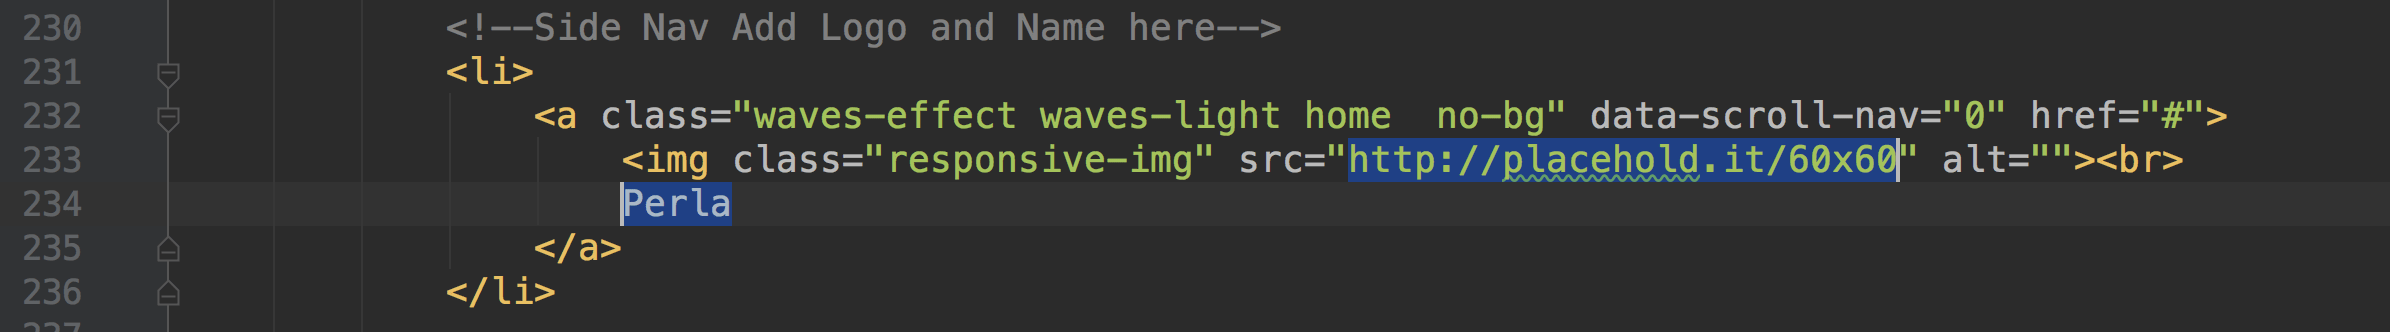 230 <!--Side Nav Add Logo and Name here-->
231 <li>
232 <a class="waves-effect waves-light home  no-bg" data-scroll-nav="0" href="#">
233 <img class="responsive-img" src="http://placehold.it/60x60" alt=""><br>
234 Perla
235 </a>
236 </li>
237